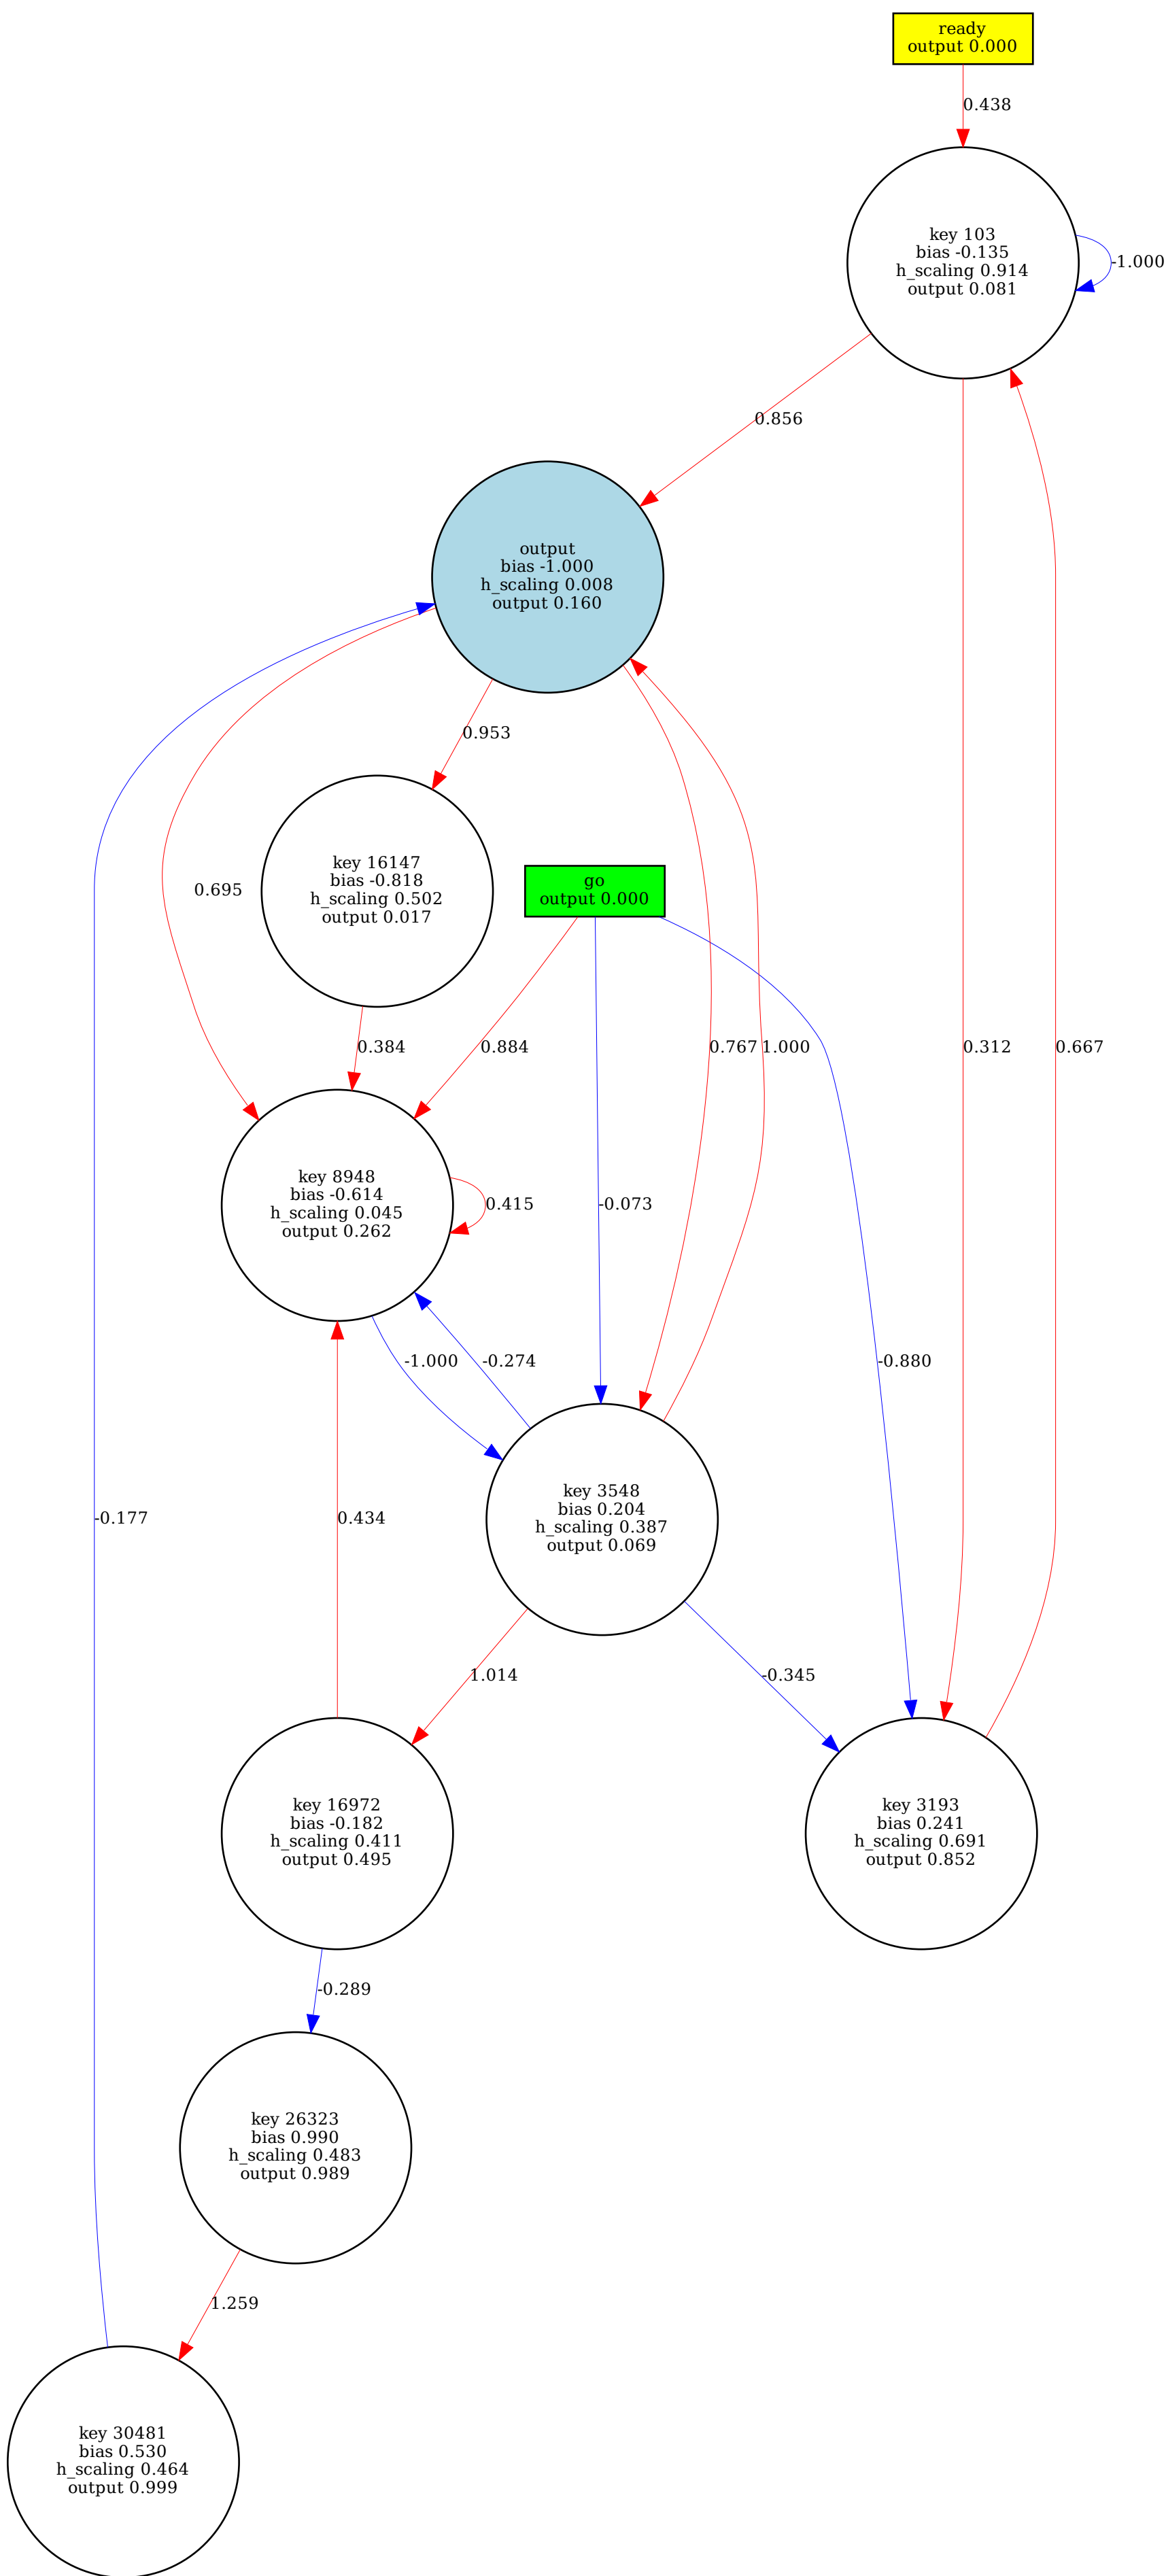 ready
output 0.000
0.438
key 103
bias -0.135
h_scaling 0.914
output 0.081
-1.000
0.856
output
bias -1.000
h_scaling 0.008
output 0.160
0.953
key 16147
bias -0.818
h_scaling 0.502
output 0.017
go
output 0.000
0.695
0.384
0.884
0.767
1.000
0.312
0.667
key 8948
bias -0.614
h_scaling 0.045
output 0.262
0.415
-0.073
-1.000
-0.274
-0.880
key 3548
bias 0.204
h_scaling 0.387
output 0.069
-0.177
0.434
1.014
-0.345
key 16972
bias -0.182
h_scaling 0.411
output 0.495
key 3193
bias 0.241
h_scaling 0.691
output 0.852
-0.289
key 26323
bias 0.990
h_scaling 0.483
output 0.989
1.259
key 30481
bias 0.530
h_scaling 0.464
output 0.999